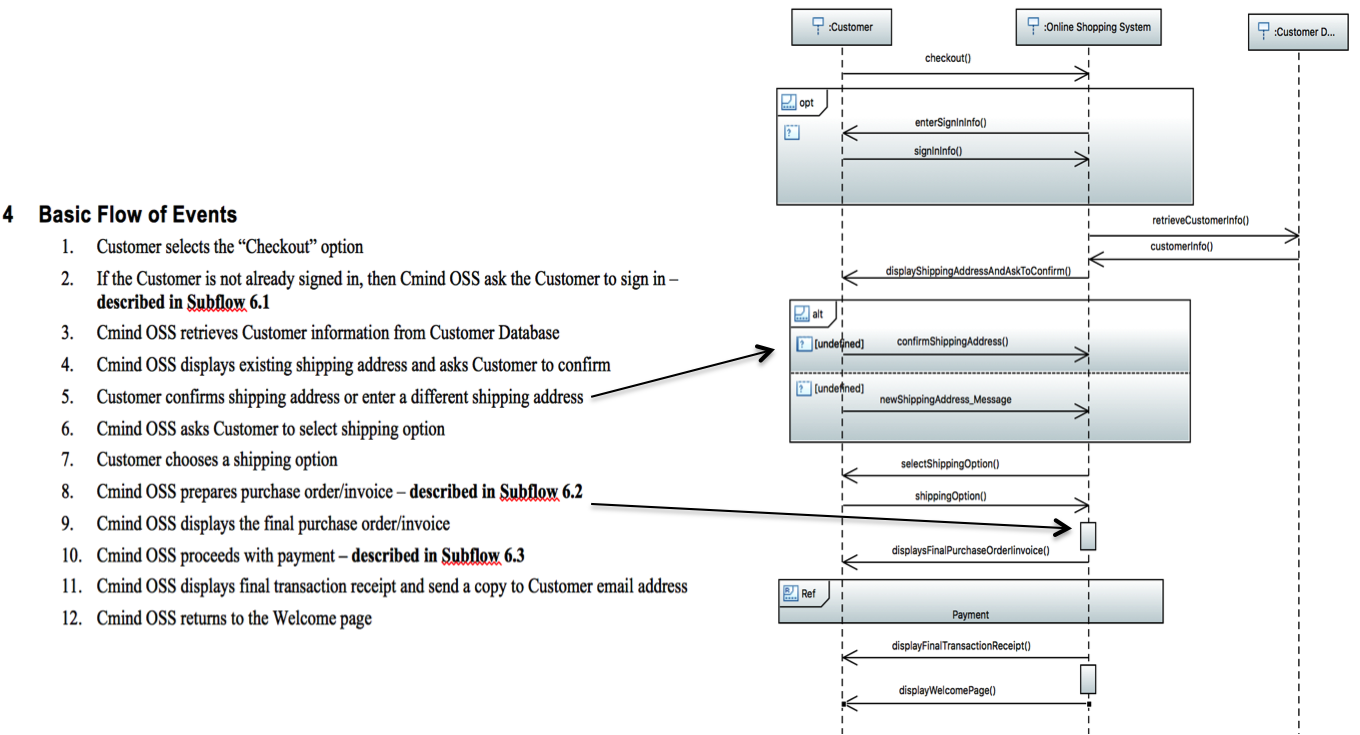 4 Basic Flow of Events
1. Customer selects the “Checkout” option
2. If the Customer is not already signed in, then Cmind OSS ask the Customer to sign in –
described in Subflow 6.1
3. Cmind OSS retrieves Customer information from Customer Database
4. Cmind OSS displays existing shipping address and asks Customer to confirm
5. Customer confirms shipping address or enter a different shipping address
6. Cmind OSS asks Customer to select shipping option
7. Customer chooses a shipping option
8. Cmind OSS prepares purchase order/invoice – described in Subflow 6.2
9. Cmind OSS displays the final purchase order/invoice
10. Cmind OSS proceeds with payment – described in Subflow 6.3
11. Cmind OSS displays final transaction receipt and send a copy to Customer email address
12. Cmind OSS returns to the Welcome page
:Customer
:Online Shopping System
:Customer D...
checkout()
opt
?
enterSignInInfo()
signInInfo()
retrieveCustomerInfo()
customerInfo()
displayShippingAddressAndAskToConfirm()
alt
? [undefined]
confirmShippingAddress()
? [undefined]
newShippingAddress_Message
selectShippingOption()
shippingOption()
displaysFinalPurchaseOrderIinvoice()
Ref
Payment
displayFinalTransactionReceipt()
displayWelcomePage()